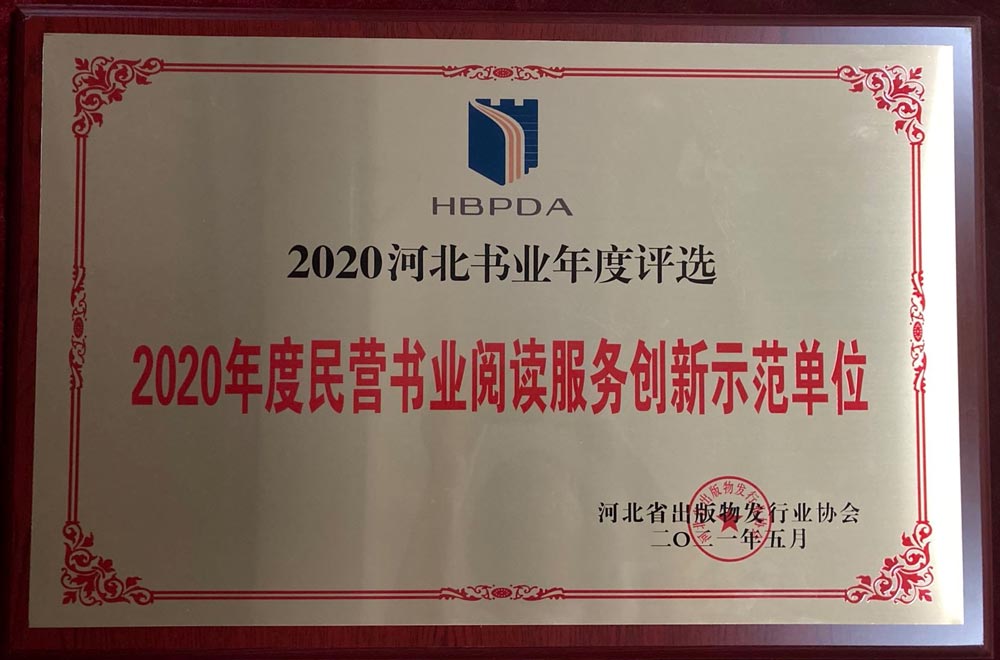 HBPDA
2020河北书业年度评选
2020年度民营书业阅读服务创新示范单位
河北省出版物发行业协会
二〇二一年五月